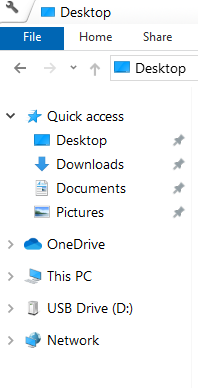 Desktop
File Home Share
Desktop
Quick access
Desktop
Downloads
Documents
Pictures
OneDrive
This PC
USB Drive (D:)
Network